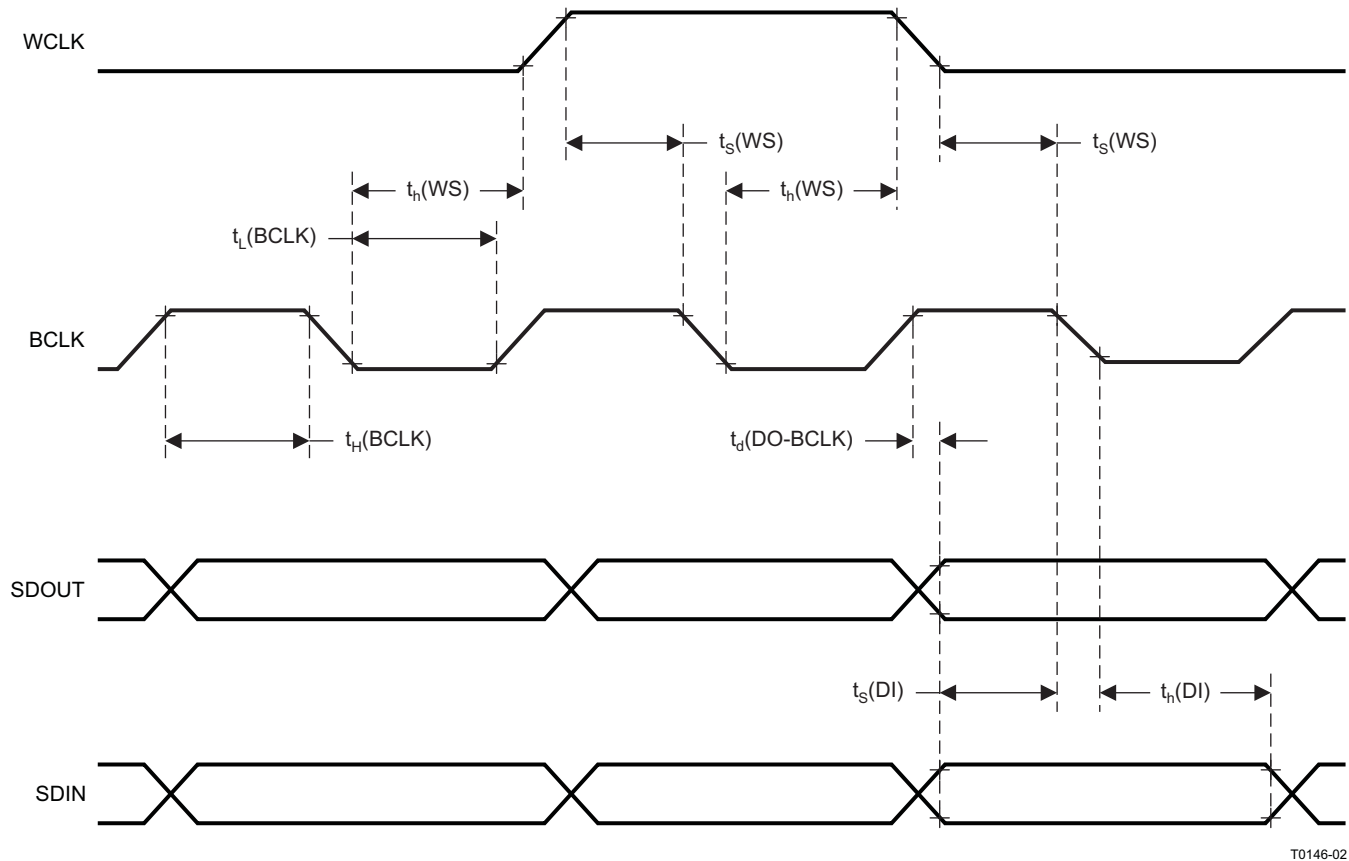 WCLK
tS(WS)
tS(WS)
th(WS)
th(WS)
tL(BCLK)
BCLK
tH(BCLK)
td(DO-BCLK)
SDOUT
tS(DI)
th(DI)
SDIN
T0146-02